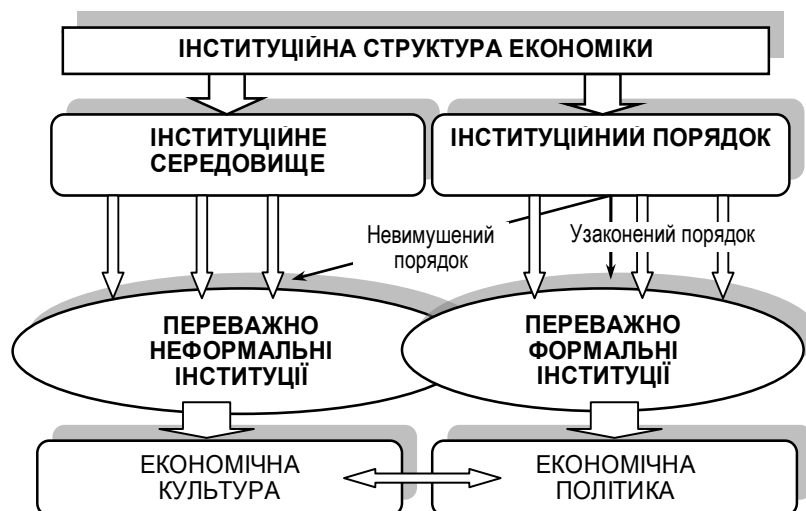 ІНСТИТУЦІЙНА СТРУКТУРА ЕКОНОМІКИ
ІНСТИТУЦІЙНЕ
СЕРЕДОВИЩЕ
ІНСТИТУЦІЙНИЙ ПОРЯДОК
Невимушений
порядок
Узаконений порядок
ПЕРЕВАЖНО
НЕФОРМАЛЬНІ
ІНСТИТУЦІЇ
ПЕРЕВАЖНО
ФОРМАЛЬНІ
ІНСТИТУЦІЇ
ЕКОНОМІЧНА
КУЛЬТУРА
ЕКОНОМІЧНА
ПОЛІТИКА